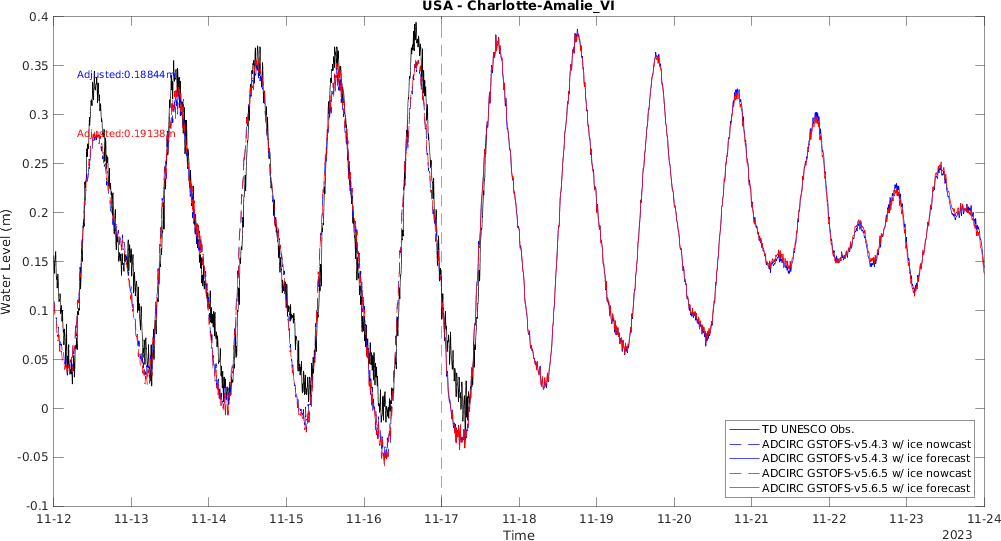 USA - Charlotte-Amalie_VI
Water Level (m)
0.4
0.35
0.3
0.25
0.2
0.15
0.1
0.05
0
-0.05
-0.1
Adjusted:0.18844m
Adjusted:0.19138m
TD UNESCO Obs.
ADCIRC GSTOFS-v5.4.3 w/ ice nowcast
ADCIRC GSTOFS-v5.4.3 w/ ice forecast
ADCIRC GSTOFS-v5.6.5 w/ ice nowcast
ADCIRC GSTOFS-v5.6.5 w/ ice forecast
11-12 11-13 11-14 11-15 11-16 11-17 11-18 11-19 11-20 11-21 11-22 11-23 11-24
Time
2023